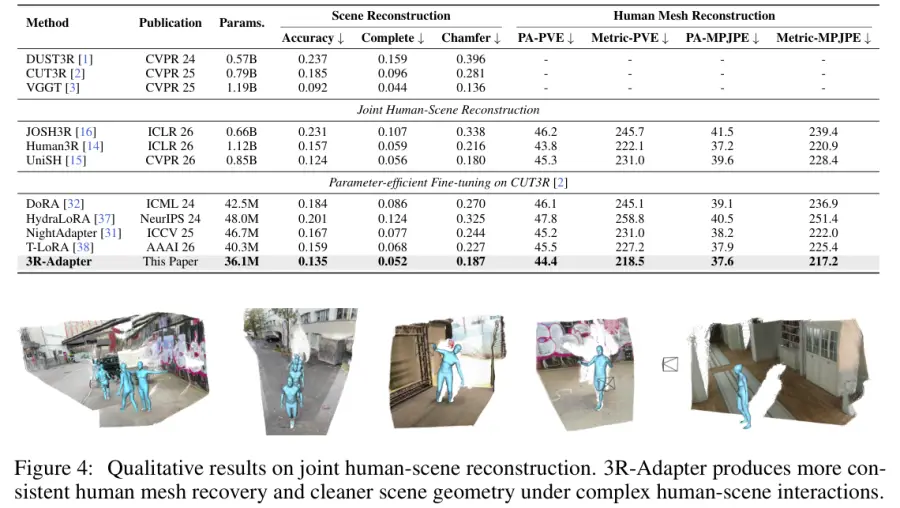 Method Publication Params. Scene Reconstruction Human Mesh Reconstruction
Accuracy ↓ Complete ↓ Chamfer ↓ PA-PVE ↓ Metric-PVE ↓ PA-MPJPE ↓ Metric-MPJPE ↓
DUST3R [1] CVPR 24 0.57B 0.237 0.159 0.396 - - - -
CUT3R [2] CVPR 25 0.79B 0.185 0.096 0.281 - - - -
VGGT [3] CVPR 25 1.19B 0.092 0.044 0.136 - - - -
Joint Human-Scene Reconstruction
JOSH3R [16] ICLR 26 0.66B 0.231 0.107 0.338 46.2 245.7 41.5 239.4
Human3R [14] ICLR 26 1.12B 0.157 0.059 0.216 43.8 222.1 37.2 220.9
UniSH [15] CVPR 26 0.85B 0.124 0.056 0.180 45.3 231.0 39.6 228.4
Parameter-efficient Fine-tuning on CUT3R [2]
DoRA [32] ICML 24 42.5M 0.184 0.086 0.270 46.1 245.1 39.1 236.9
HydraLoRA [37] NeurIPS 24 48.0M 0.201 0.124 0.325 47.8 258.8 40.5 251.4
NightAdapter [31] ICCV 25 46.7M 0.167 0.077 0.244 45.2 231.0 38.2 222.0
T-LoRA [38] AAAI 26 40.3M 0.159 0.068 0.227 45.5 227.2 37.9 225.4
3R-Adapter This Paper 36.1M 0.135 0.052 0.187 44.4 218.5 37.6 217.2
Figure 4: Qualitative results on joint human-scene reconstruction. 3R-Adapter produces more con-
sistent human mesh recovery and cleaner scene geometry under complex human-scene interactions.